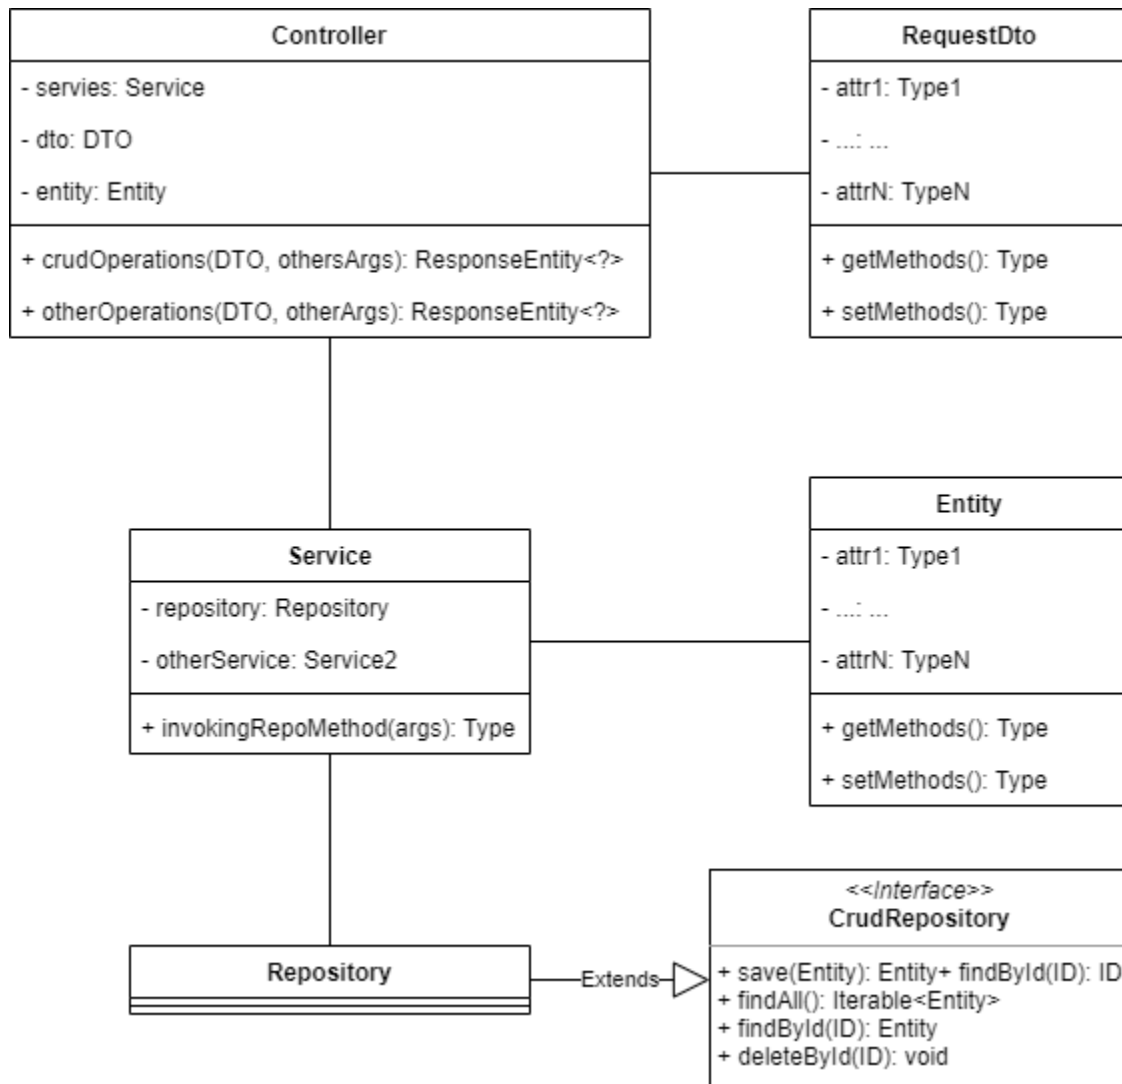 Controller
- servies: Service
- dto: DTO
- entity: Entity
+ crudOperations(DTO, othersArgs): ResponseEntity<?>
+ otherOperations(DTO, otherArgs): ResponseEntity<?>
RequestDto
- attr1: Type1
- ...: ...
- attrN: TypeN
+ getMethods(): Type
+ setMethods(): Type
Service
- repository: Repository
- otherService: Service2
+ invokingRepoMethod(args): Type
Entity
- attr1: Type1
- ...: ...
- attrN: TypeN
+ getMethods(): Type
+ setMethods(): Type
Repository
Extends
<<Interface>>
CrudRepository
+ save(Entity): Entity+ findById(ID): ID
+ findAll(): Iterable<Entity>
+ findById(ID): Entity
+ deleteById(ID): void